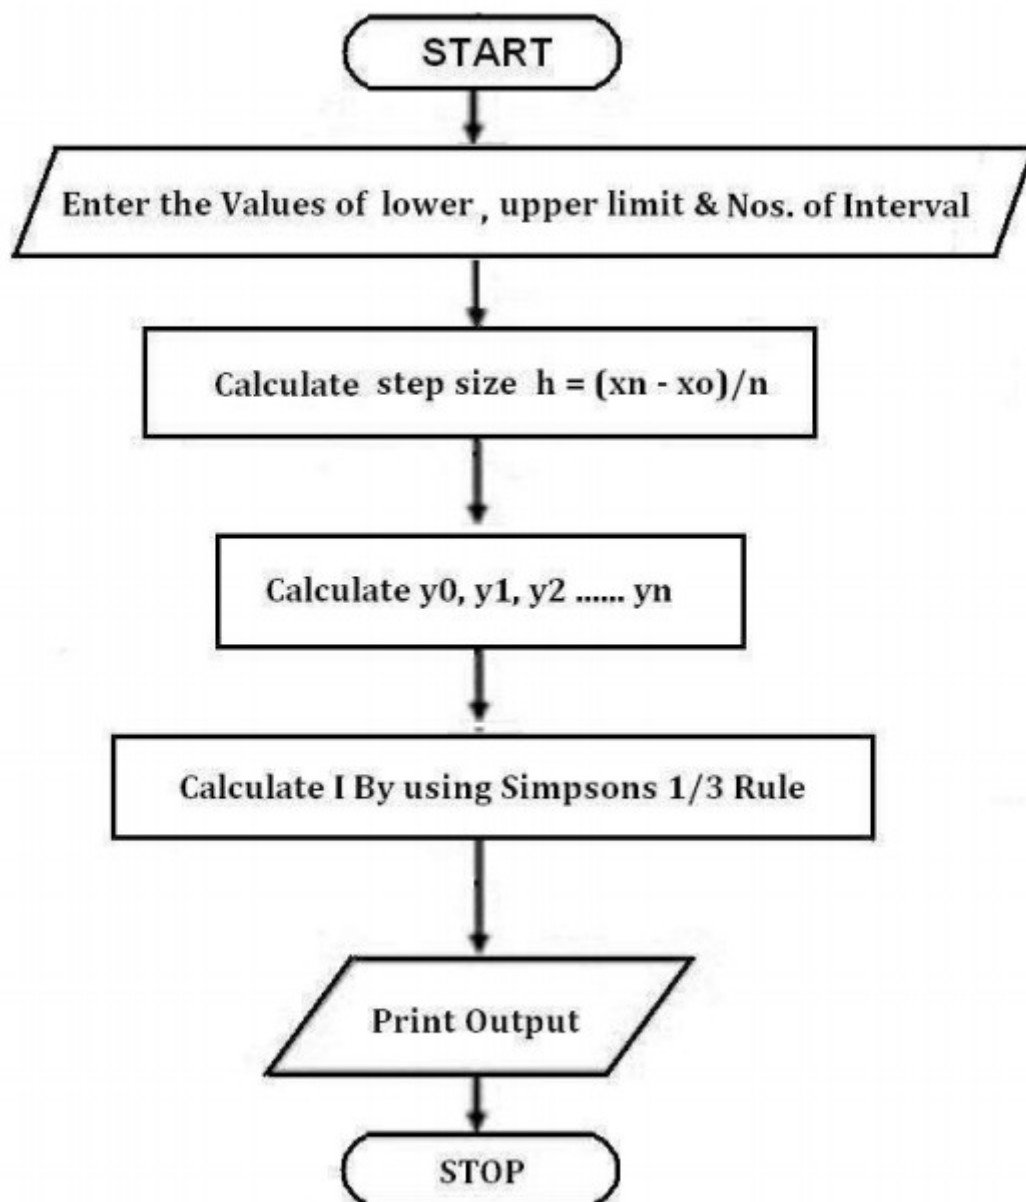 START
Enter the Values of lower , upper limit & Nos. of Interval
Calculate step size h = (xn - xo)/n
Calculate y0, y1, y2 ...... yn
Calculate I By using Simpsons 1/3 Rule
Print Output
STOP